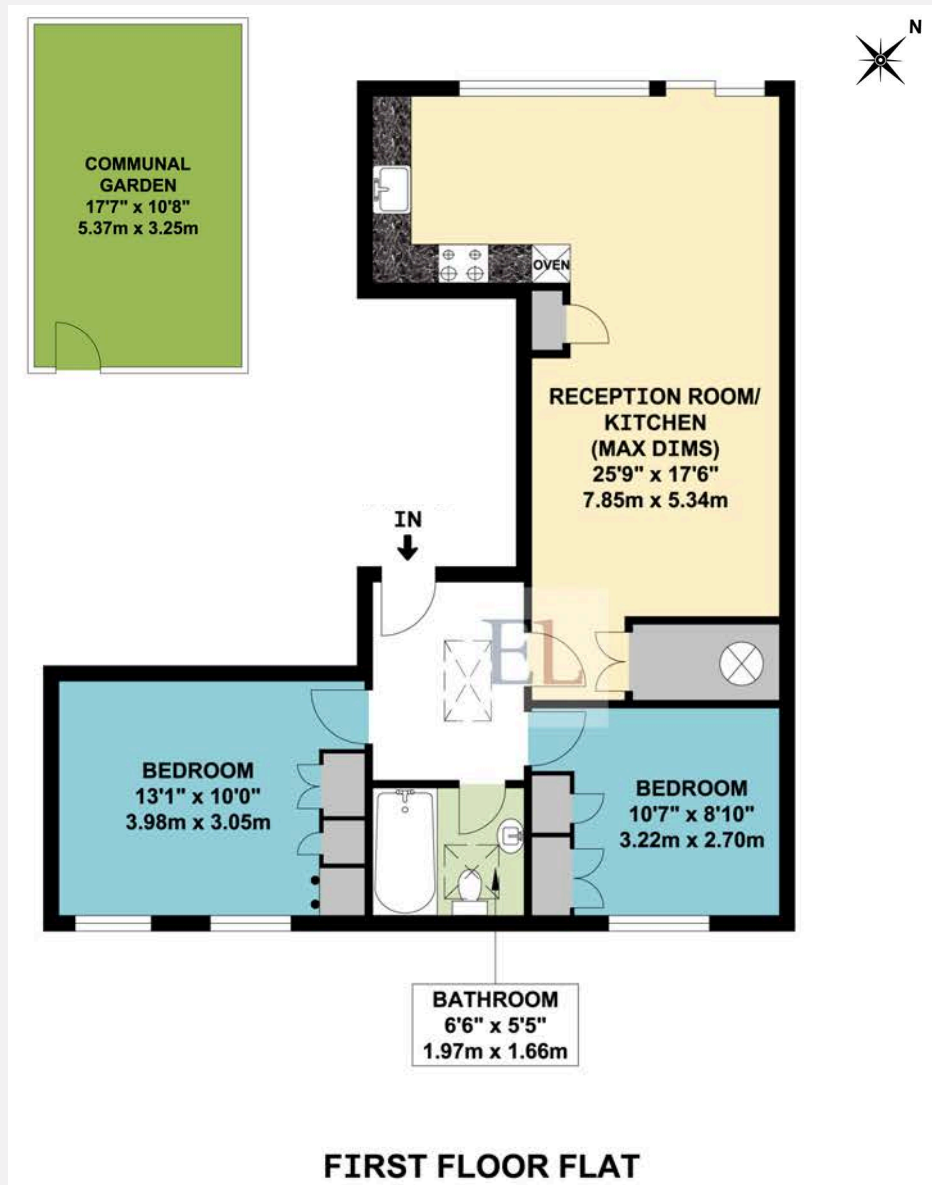 N
COMMUNAL
GARDEN
17'7" x 10'8"
5.37m x 3.25m
OVEN
RECEPTION ROOM/
KITCHEN
(MAX DIMS)
25'9" x 17'6"
7.85m x 5.34m
IN
EL
BEDROOM
13'1" x 10'0"
3.98m x 3.05m
BEDROOM
10'7" x 8'10"
3.22m x 2.70m
BATHROOM
6'6" x 5'5"
1.97m x 1.66m
FIRST FLOOR FLAT